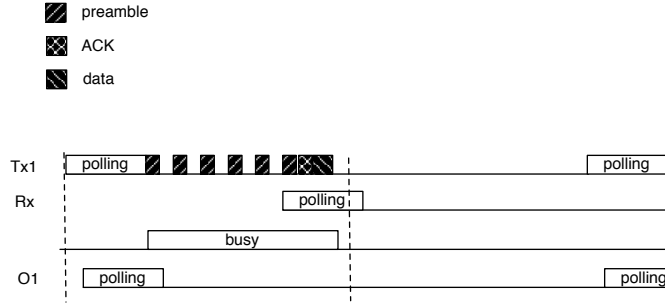 preamble
ACK
data
Tx1 polling polling
Rx polling
busy
O1 polling polling